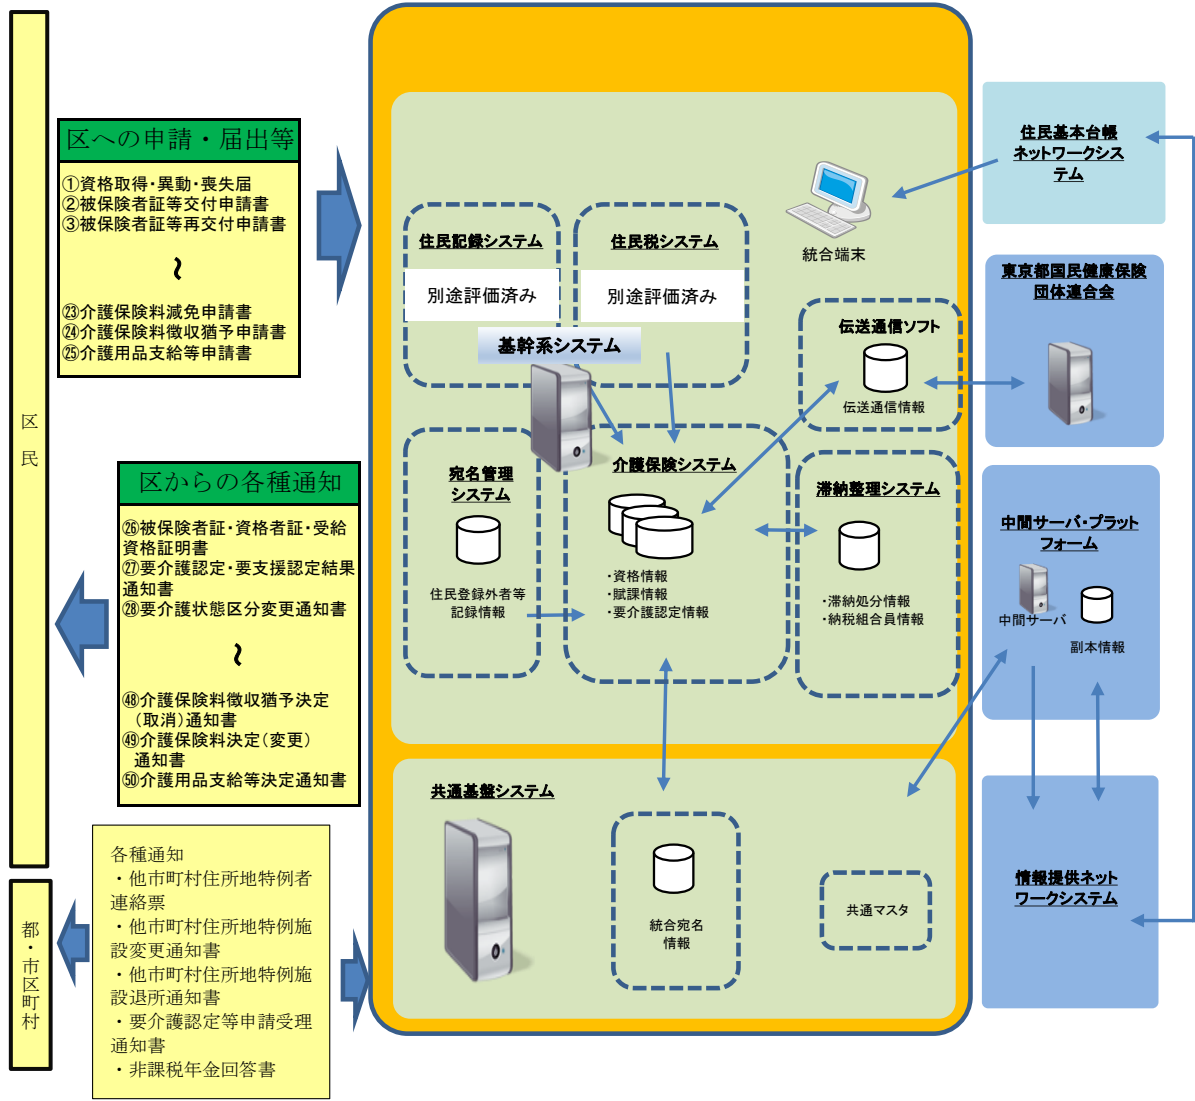 区民
区への申請・届出等
①資格取得・異動・喪失届
②被保険者証等交付申請書
③被保険者証等再交付申請書
~
㉓介護保険料減免申請書
㉔介護保険料徴収猶予申請書
㉕介護用品支給等申請書
区からの各種通知
㉖被保険者証・資格者証・受給
資格証明書
㉗要介護認定・要支援認定結果
通知書
㉘要介護状態区分変更通知書
~
㊽介護保険料徴収猶予決定
(取消)通知書
㊾介護保険料決定(変更)
通知書
㊿介護用品支給等決定通知書
都・市区町村
各種通知
・他市町村住所地特例者
連絡票
・他市町村住所地特例施
設変更通知書
・他市町村住所地特例施
設退所通知書
・要介護認定等申請受理
通知書
・非課税年金回答書
住民記録システム
別途評価済み
住民税システム
別途評価済み
基幹系システム
統合端末
伝送通信ソフト
伝送通信情報
宛名管理
システム
住民登録外者等
記録情報
介護保険システム
・資格情報
・賦課情報
・要介護認定情報
滞納整理システム
・滞納処分情報
・納税組合員情報
共通基盤システム
統合宛名
情報
共通マスタ
住民基本台帳
ネットワークシス
テム
東京都国民健康保険
団体連合会
中間サーバ・プラット
フォーム
中間サーバ
副本情報
情報提供ネット
ワークシステム